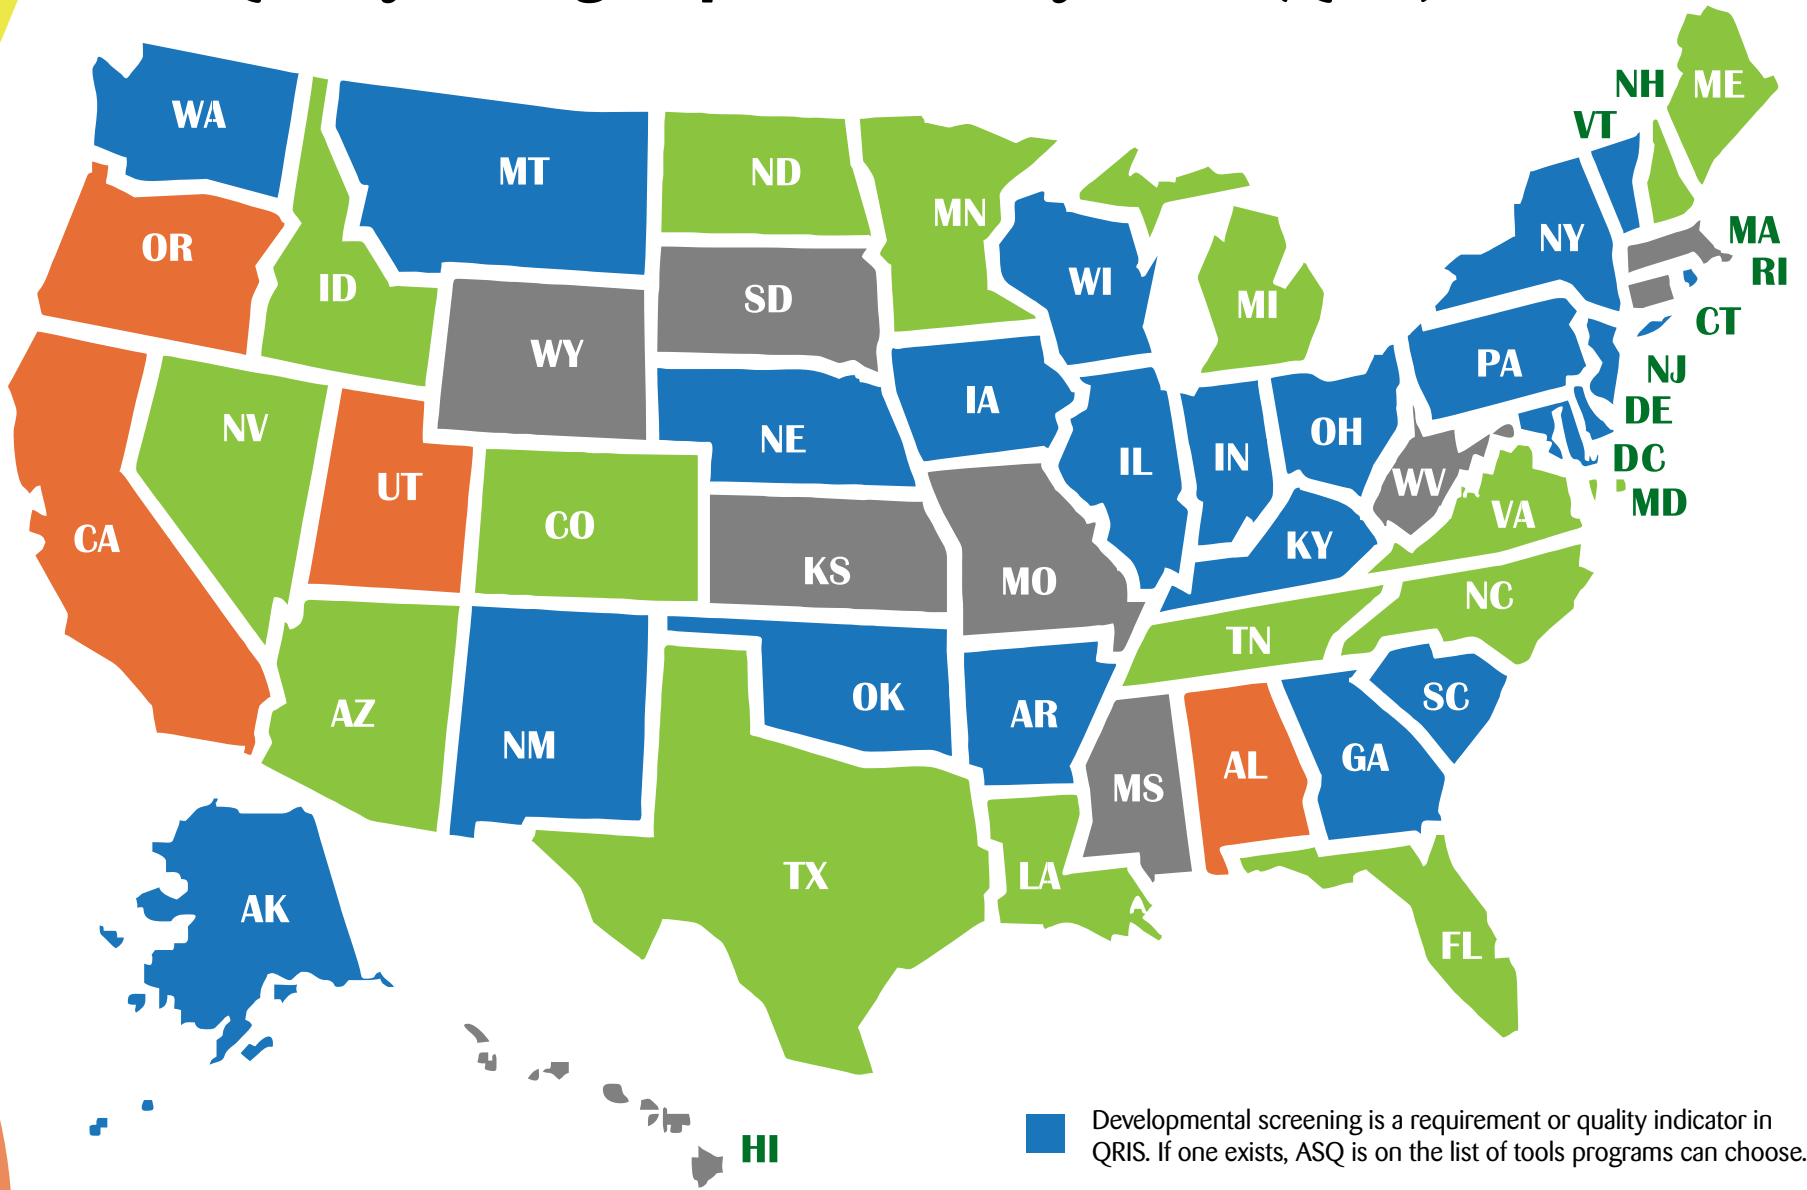 NH
ME
VT
WA
MT
ND
MN
OR
ID
SD
WI
MI
NY
MA
RI
CT
WY
IA
PA
NJ
NV
NE
DE
UT
CO
IL
IN
OH
WV
DC
MD
CA
KS
MO
KY
VA
NC
TN
AZ
NM
OK
AR
SC
MS
AL
GA
TX
LA
AK
FL
HI
Developmental screening is a requirement or quality indicator in
QRIS. If one exists, ASQ is on the list of tools programs can choose.